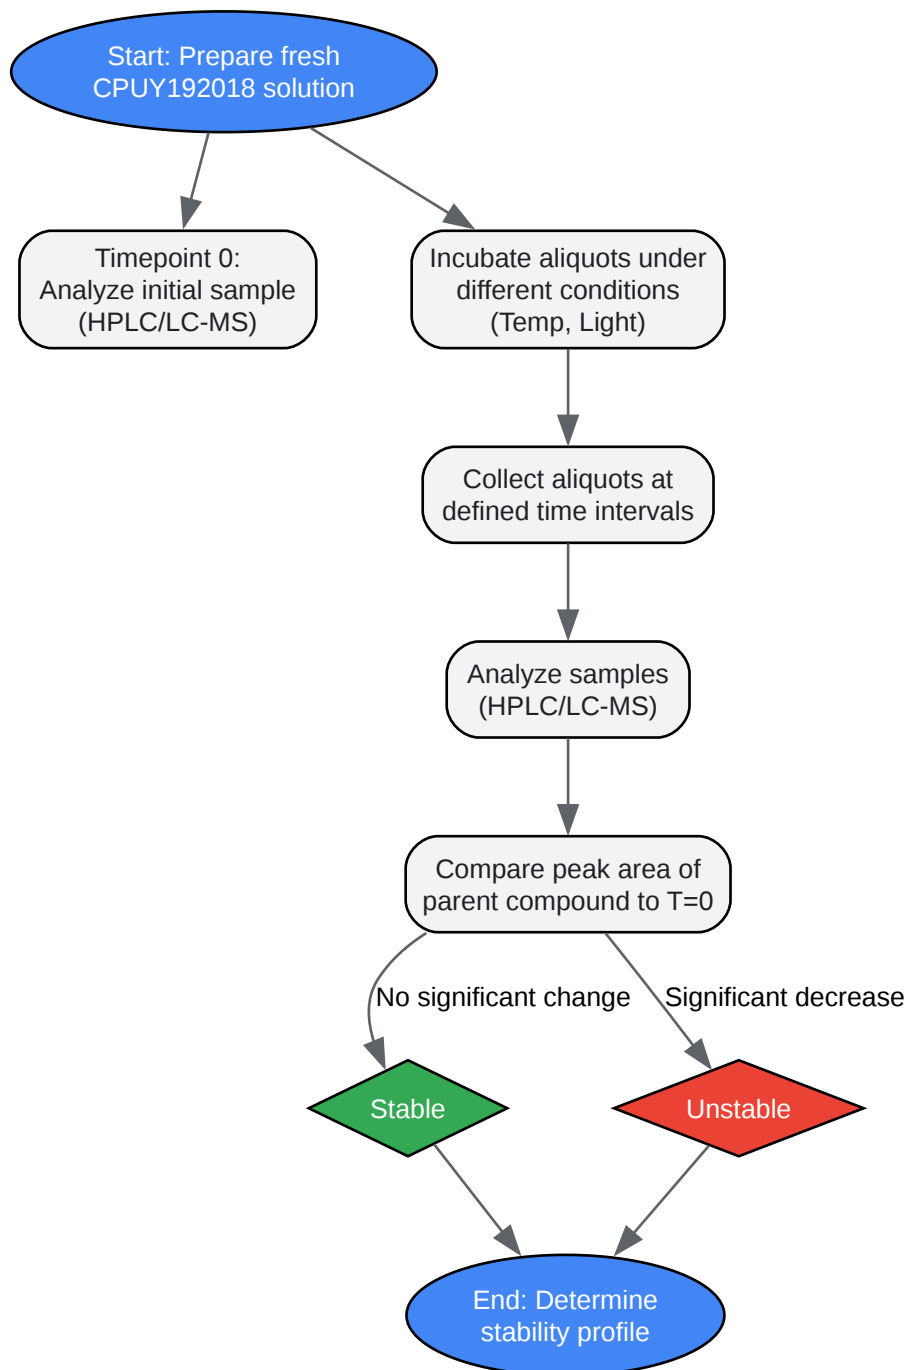 Start: Prepare fresh
CPUY192018 solution
Timepoint 0:
Analyze initial sample
(HPLC/LC-MS)
Incubate aliquots under
different conditions
(Temp, Light)
Collect aliquots at
defined time intervals
Analyze samples
(HPLC/LC-MS)
Compare peak area of
parent compound to T=0
No significant change
Significant decrease
Stable
Unstable
End: Determine
stability profile